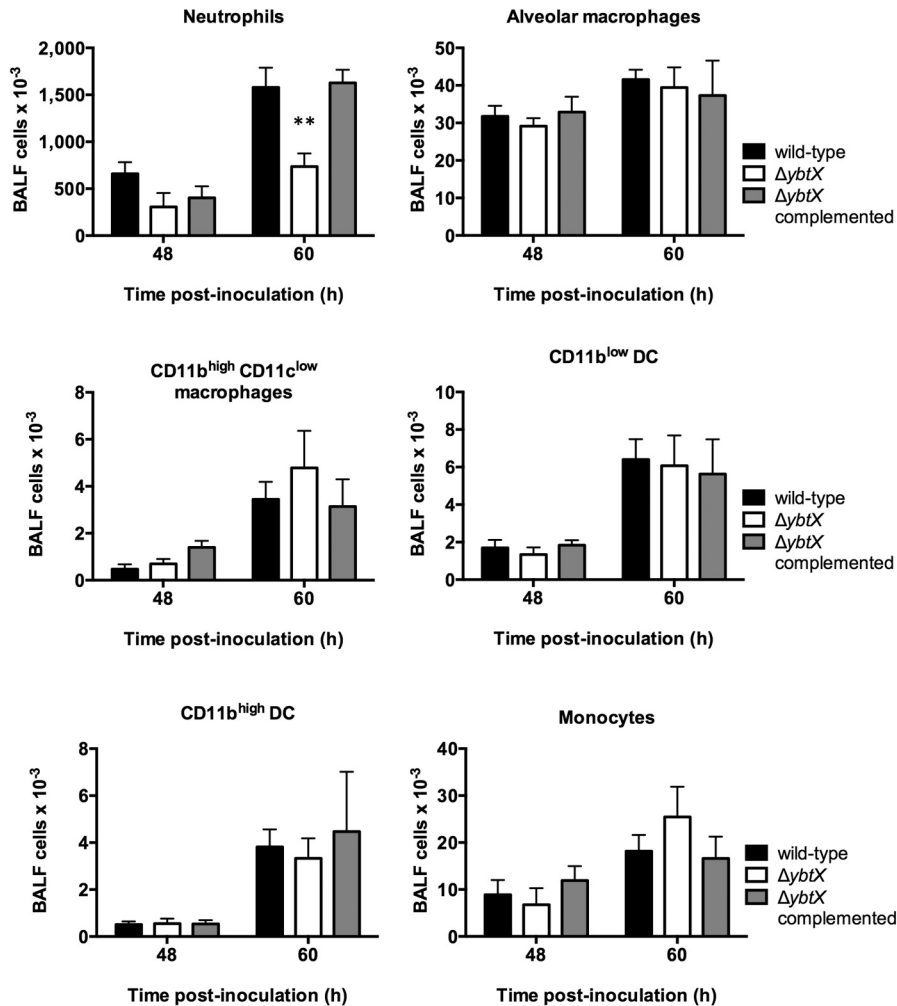 Neutrophils
BALF cells x 10⁻³
2,000
1,500
1,000
500
0
**
48
60
Time post-inoculation (h)
Alveolar macrophages
BALF cells x 10⁻³
50
40
30
20
10
0
48
60
Time post-inoculation (h)
wild-type
ΔybtX
ΔybtX
complemented
CD11bʰⁱᵍʰ CD11cˡᵒʷ
macrophages
BALF cells x 10⁻³
8
6
4
2
0
48
60
Time post-inoculation (h)
CD11bˡᵒʷ DC
BALF cells x 10⁻³
10
8
6
4
2
0
48
60
Time post-inoculation (h)
wild-type
ΔybtX
ΔybtX
complemented
CD11bʰⁱᵍʰ DC
BALF cells x 10⁻³
8
6
4
2
0
48
60
Time post-inoculation (h)
Monocytes
BALF cells x 10⁻³
40
30
20
10
0
48
60
Time post-inoculation (h)
wild-type
ΔybtX
ΔybtX
complemented